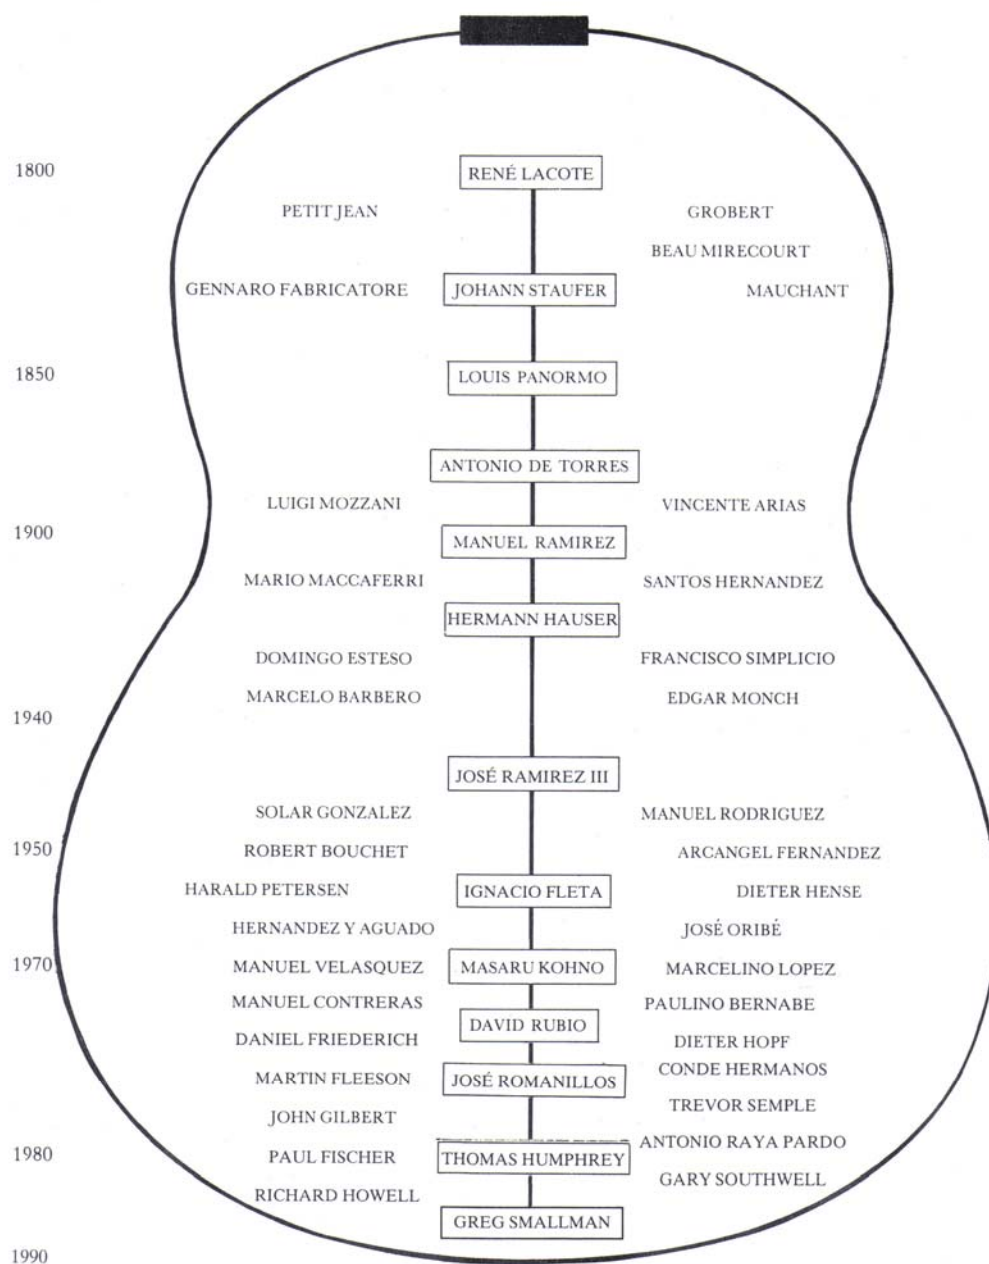 1800
RENÉ LACOTE
PETIT JEAN
GROBERT
BEAU MIRECOURT
GENNARO FABRICATORE
JOHANN STAUFER
MAUCHANT
1850
LOUIS PANORMO
ANTONIO DE TORRES
LUIGI MOZZANI
VINCENTE ARIAS
1900
MANUEL RAMIREZ
MARIO MACCAFERRI
SANTOS HERNANDEZ
HERMANN HAUSER
DOMINGO ESTESO
FRANCISCO SIMPLICIO
MARCELO BARBERO
EDGAR MONCH
1940
JOSÉ RAMIREZ III
SOLAR GONZALEZ
MANUEL RODRIGUEZ
1950
ROBERT BOUCHET
ARCANGEL FERNANDEZ
HARALD PETERSEN
IGNACIO FLETA
DIETER HENSE
HERNANDEZ Y AGUADO
JOSÉ ORIBÉ
1970
MANUEL VELASQUEZ
MASARU KOHNO
MARCELINO LOPEZ
MANUEL CONTRERAS
PAULINO BERNABE
DAVID RUBIO
DANIEL FRIEDERICH
DIETER HOPF
CONDE HERMANOS
MARTIN FLEESON
JOSÉ ROMANILLOS
TREVOR SEMPLE
JOHN GILBERT
ANTONIO RAYA PARDO
1980
PAUL FISCHER
THOMAS HUMPHREY
GARY SOUTHWELL
RICHARD HOWELL
GREG SMALLMAN
1990